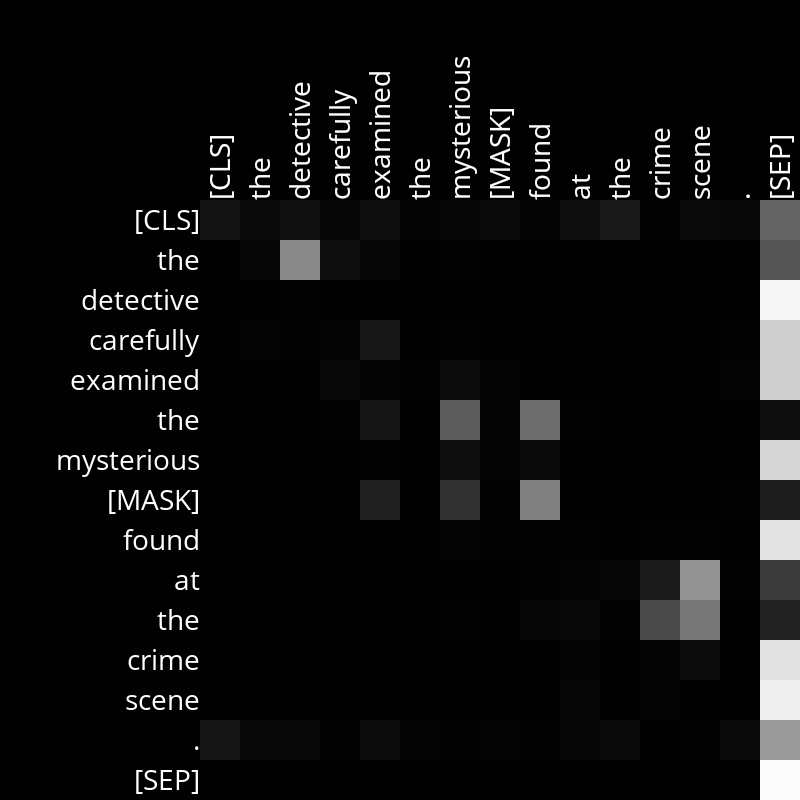 [CLS] the detective carefully examined the mysterious [MASK] found at the crime scene . [SEP]
[CLS]
the
detective
carefully
examined
the
mysterious
[MASK]
found
at
the
crime
scene
.
[SEP]